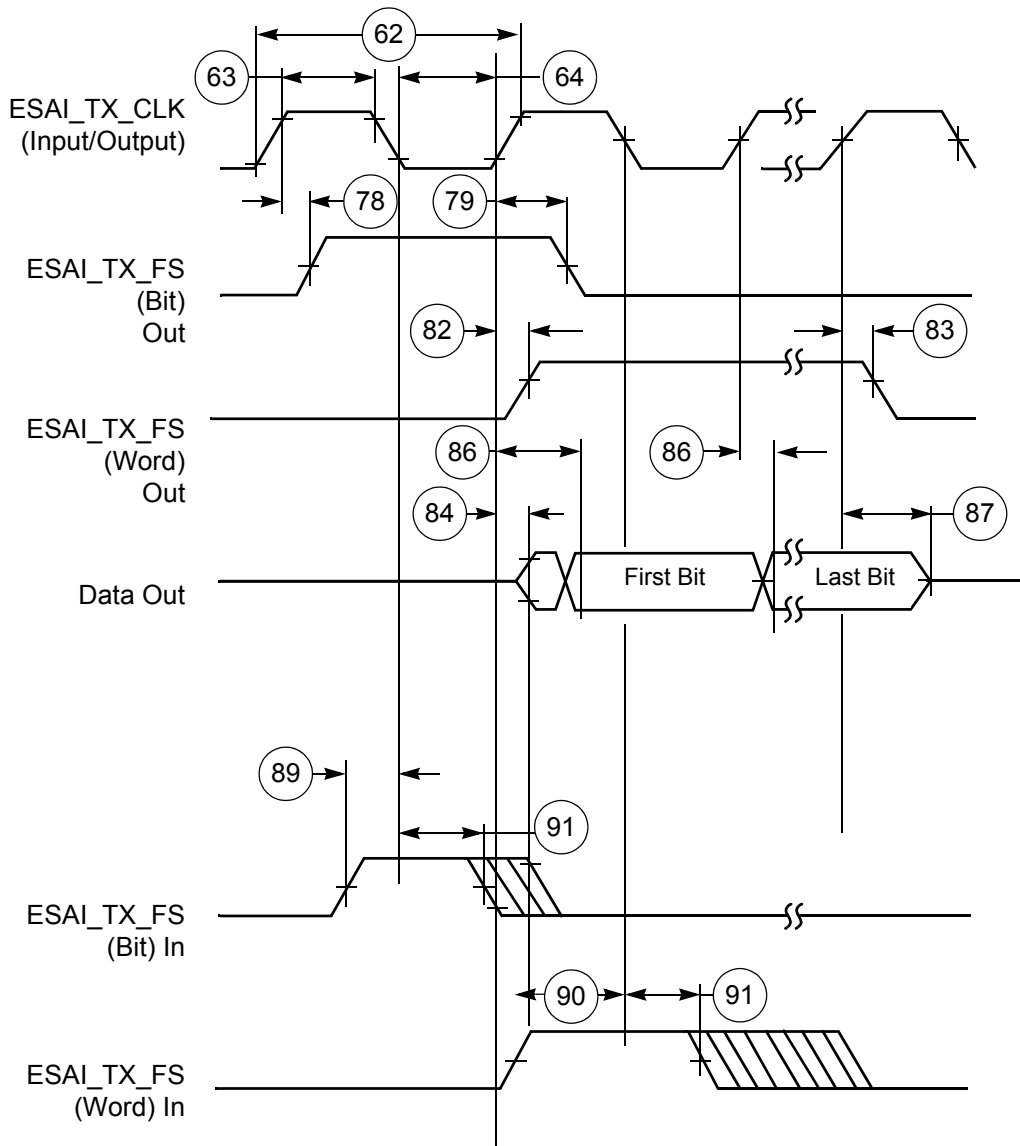 62
63
64
ESAI_TX_CLK
(Input/Output)
78
79
ESAI_TX_FS
(Bit)
Out
82
83
ESAI_TX_FS
(Word)
Out
86
86
84
87
Data Out
First Bit
Last Bit
89
91
ESAI_TX_FS
(Bit) In
90
91
ESAI_TX_FS
(Word) In